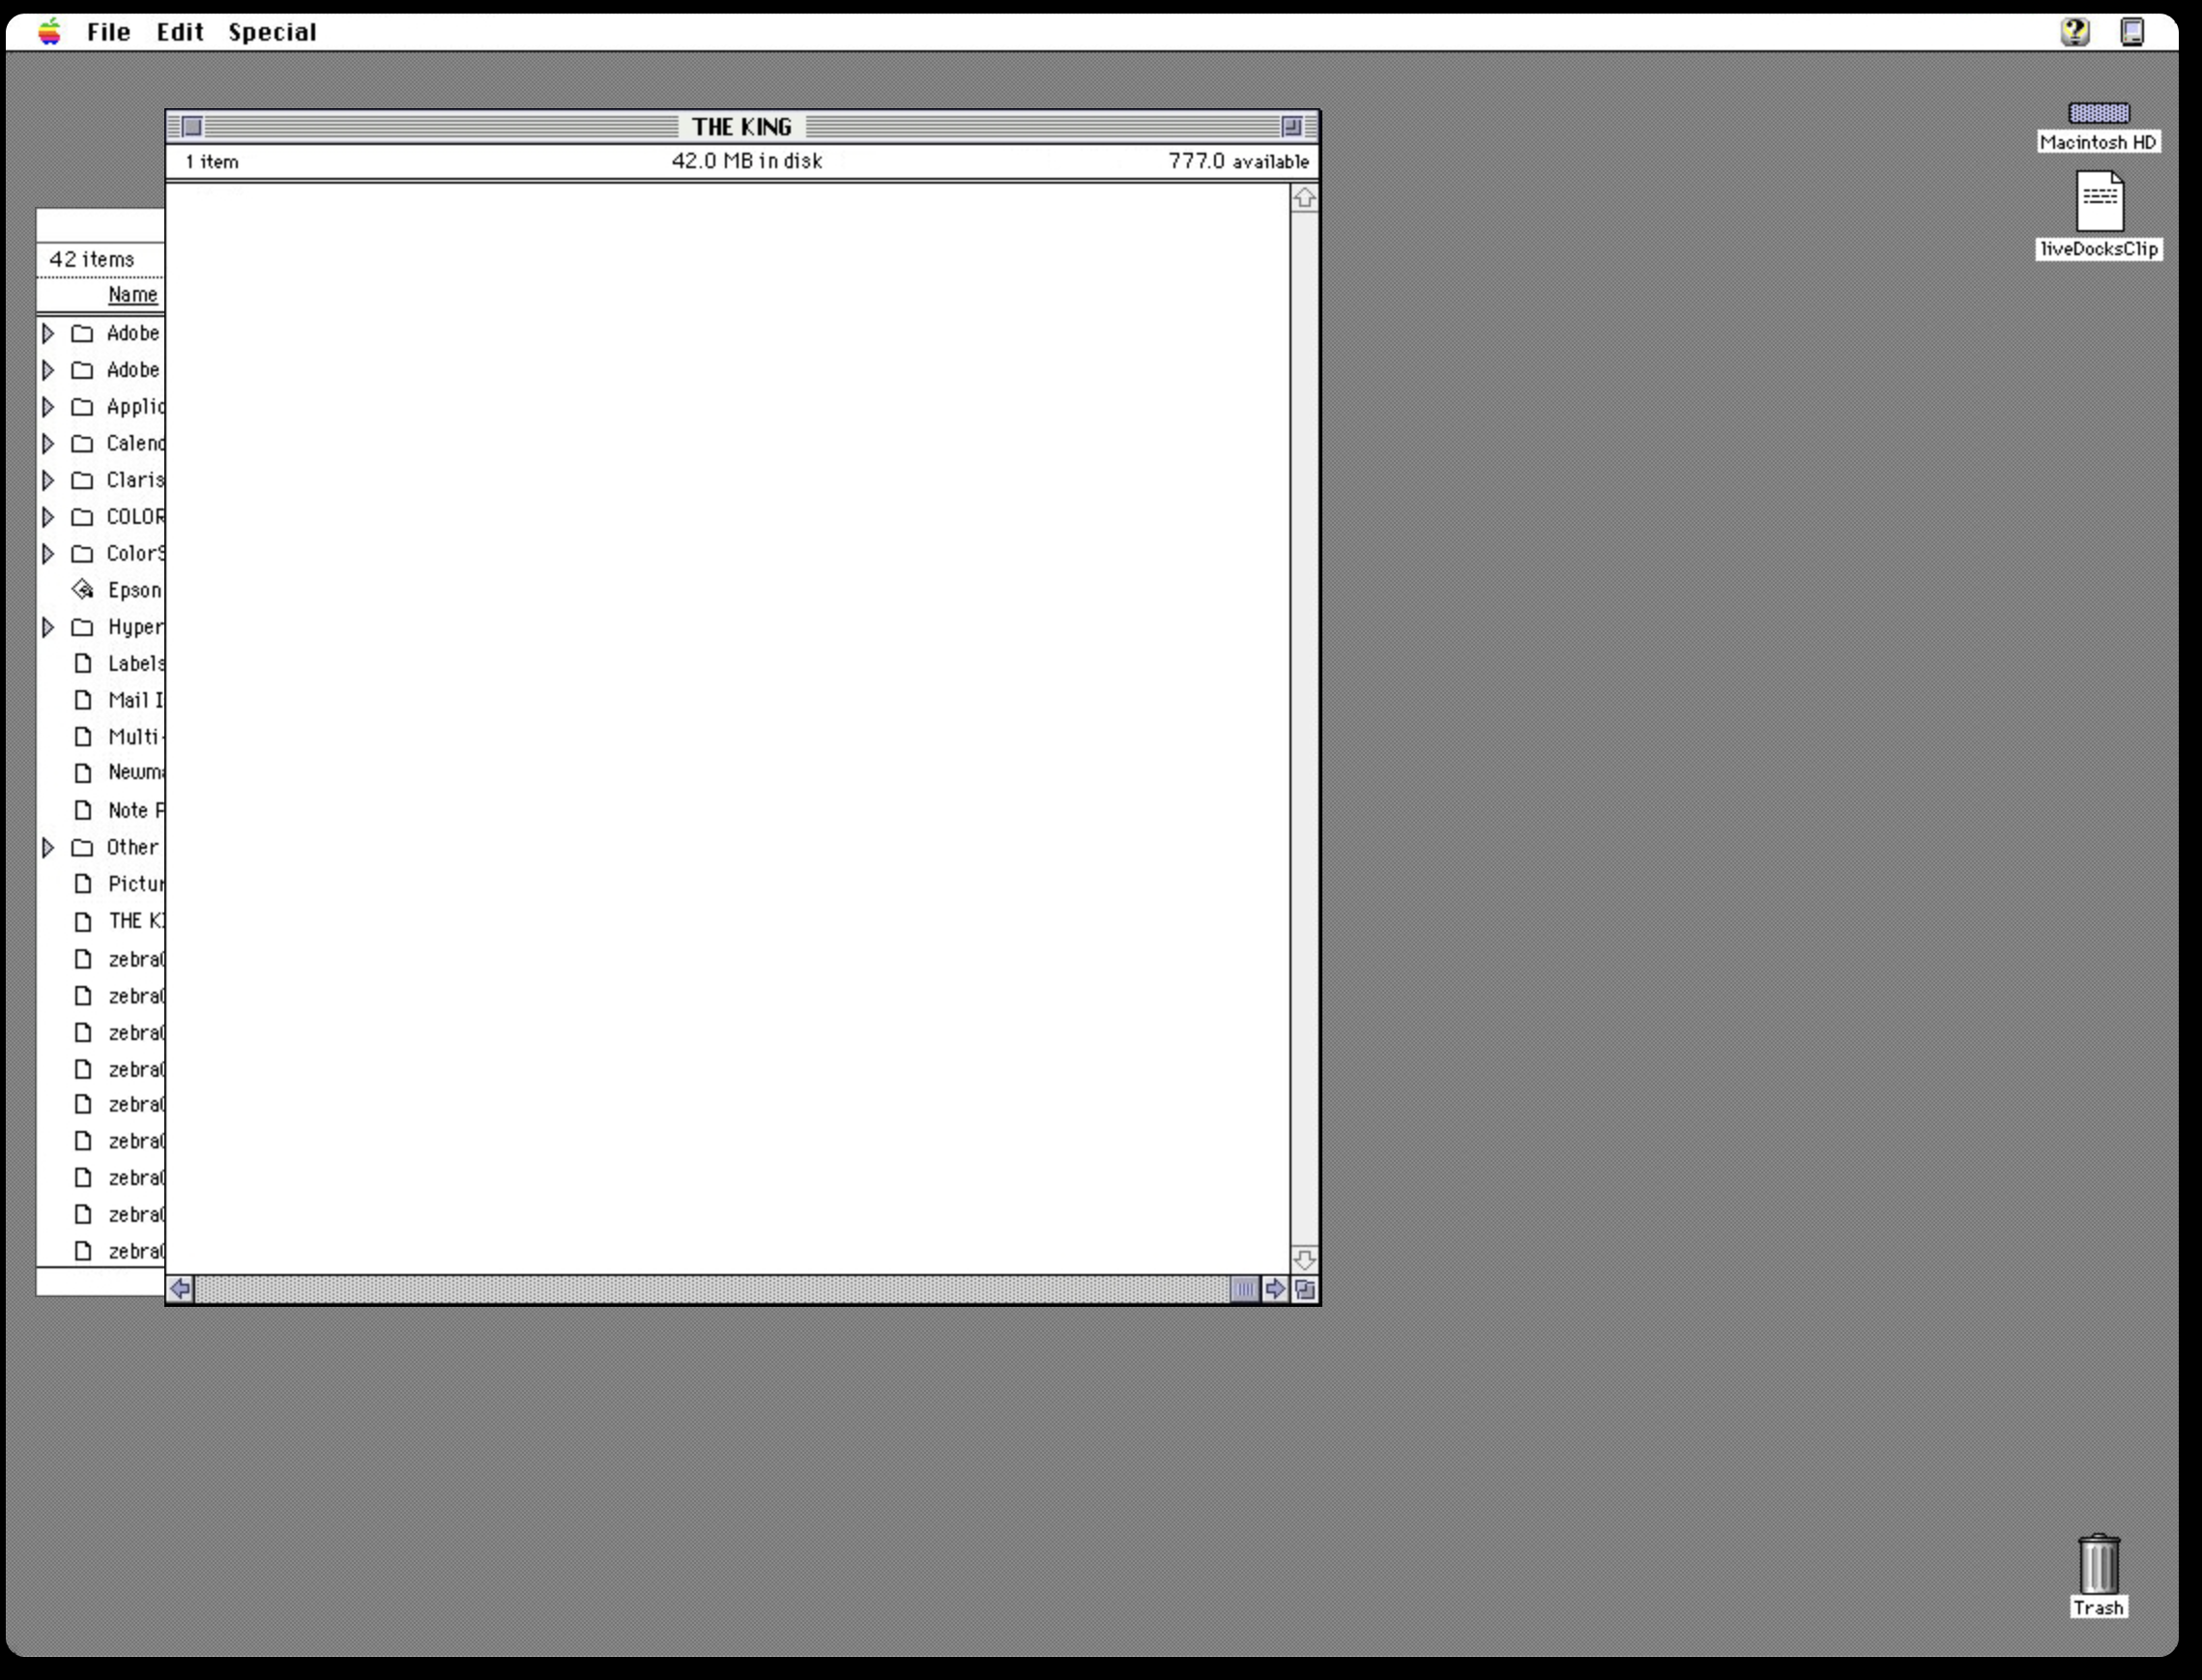 File Edit Special
THE KING
1 item 42.0 MB in disk 777.0 available
Macintosh HD
liveDocksClip
42 items
Name
Adobe
Adobe
Applic
Calend
Claris
COLOR
ColorS
Epson
Hyper
Labels
Mail I
Multi-
Newma
Note P
Other
Pictur
THE K
zebra
zebra
zebra
zebra
zebra
zebra
zebra
zebra
zebra
Trash